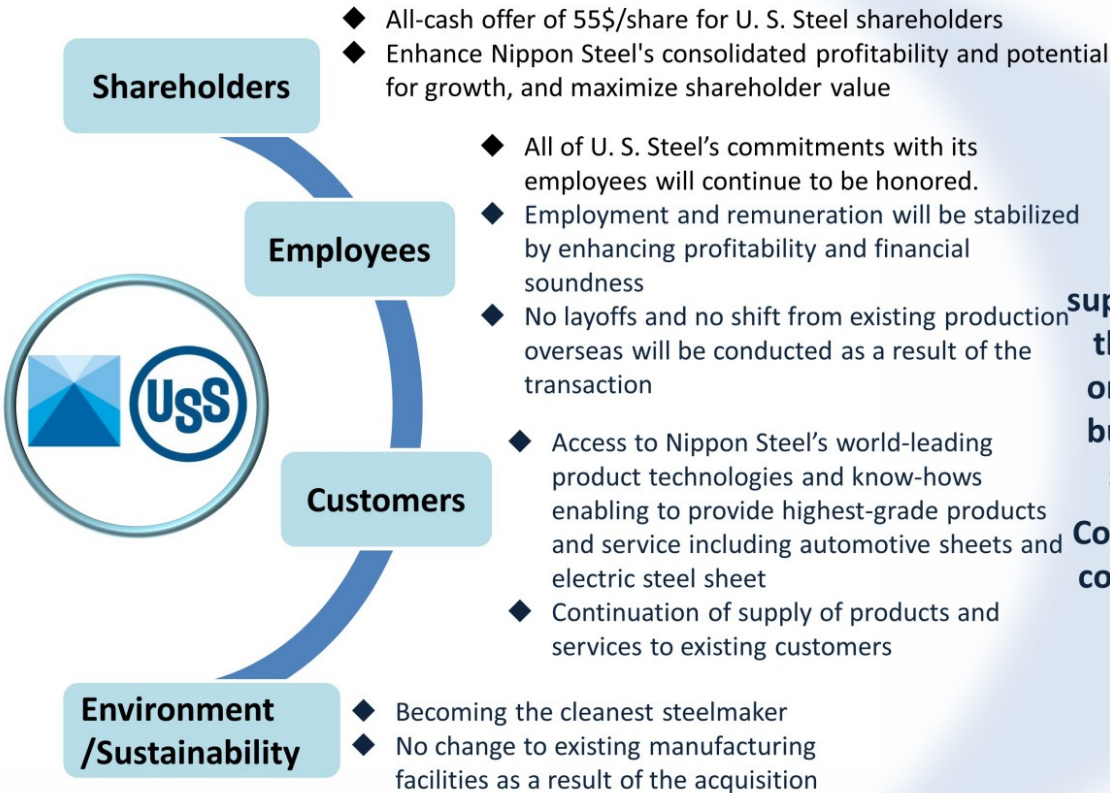 ◆ All-cash offer of 55$/share for U. S. Steel shareholders
◆ Enhance Nippon Steel's consolidated profitability and potential
for growth, and maximize shareholder value
Shareholders
◆ All of U. S. Steel’s commitments with its
employees will continue to be honored.
◆ Employment and remuneration will be stabilized
by enhancing profitability and financial
soundness
◆ No layoffs and no shift from existing production
overseas will be conducted as a result of the
transaction
Employees
USS
◆ Access to Nippon Steel’s world-leading
product technologies and know-hows
enabling to provide highest-grade products
and service including automotive sheets and
electric steel sheet
◆ Continuation of supply of products and
services to existing customers
Customers
Environment
/Sustainability
◆ Becoming the cleanest steelmaker
◆ No change to existing manufacturing
facilities as a result of the acquisition